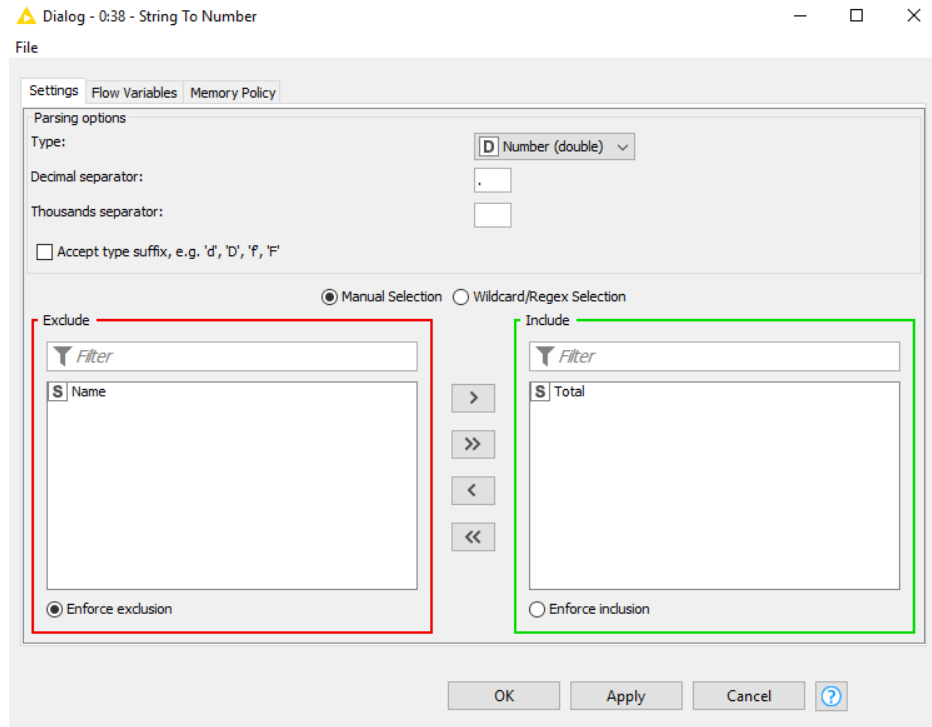 Dialog - 0:38 - String To Number
File
Settings Flow Variables Memory Policy
Parsing options
Type: D Number (double)
Decimal separator: .
Thousands separator:
Accept type suffix, e.g. 'd', 'D', 'f', 'F'
Manual Selection Wildcard/Regex Selection
Exclude Include
Filter Filter
S Name S Total
> 
>>
<
<<
Enforce exclusion Enforce inclusion
OK Apply Cancel ?